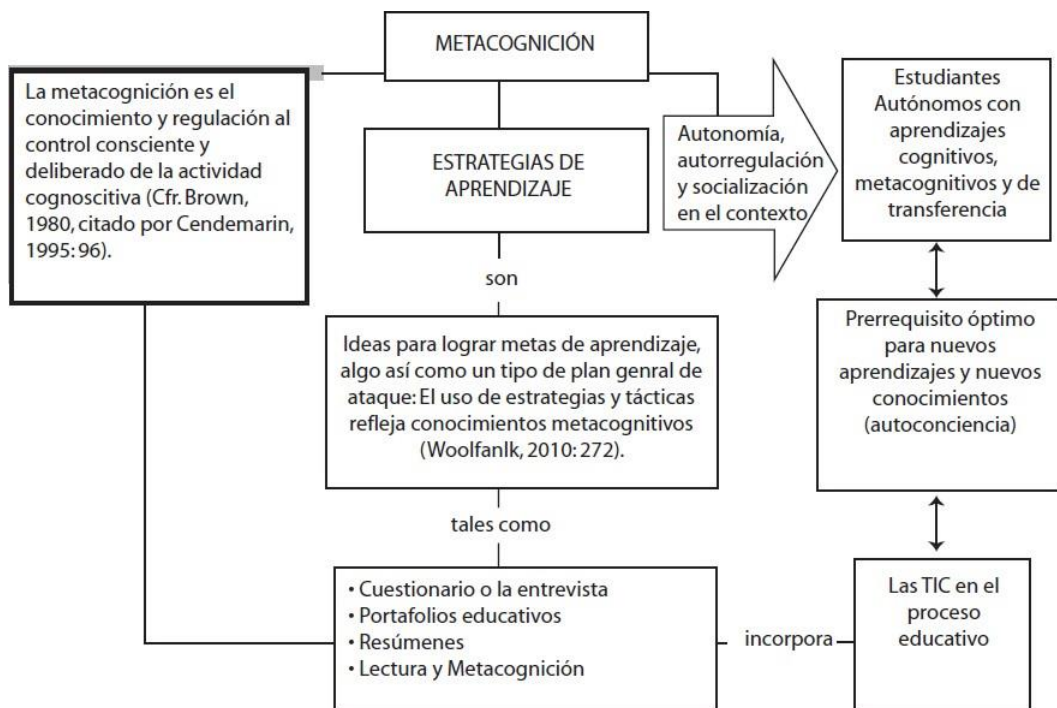 METACOGNICIÓN
La metacognición es el
conocimiento y regulación al
control consciente y
deliberado de la actividad
cognoscitiva (Cfr. Brown,
1980, citado por Cendemarin,
1995: 96).
ESTRATEGIAS DE
APRENDIZAJE
Autonomía,
autorregulación
y socialización
en el contexto
Estudiantes
Autónomos con
aprendizajes
cognitivos,
metacognitivos y de
transferencia
son
Ideas para lograr metas de aprendizaje,
algo así como un tipo de plan genral de
ataque: El uso de estrategias y tácticas
refleja conocimientos metacognitivos
(Woolfanlk, 2010: 272).
Prerrequisito óptimo
para nuevos
aprendizajes y nuevos
conocimientos
(autoconciencia)
tales como
• Cuestionario o la entrevista
• Portafolios educativos
• Resúmenes
• Lectura y Metacognición
incorpora
Las TIC en el
proceso
educativo